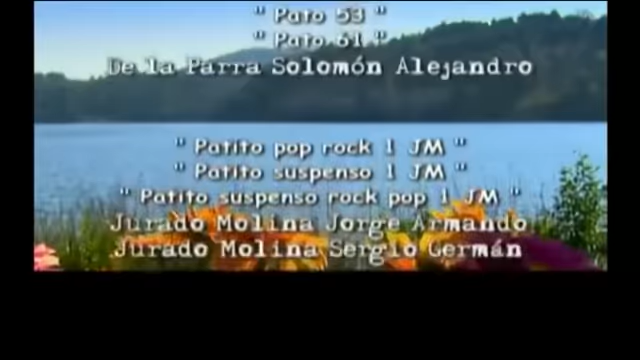 " Pato 53 "
" Pato 61 "
De la Parra Solomón Alejandro
" Patito pop rock 1 JM "
" Patito suspenso 1 JM "
" Patito suspenso rock pop 1 JM "
Jurado Molina Jorge Armando
Jurado Molina Sergio Germán